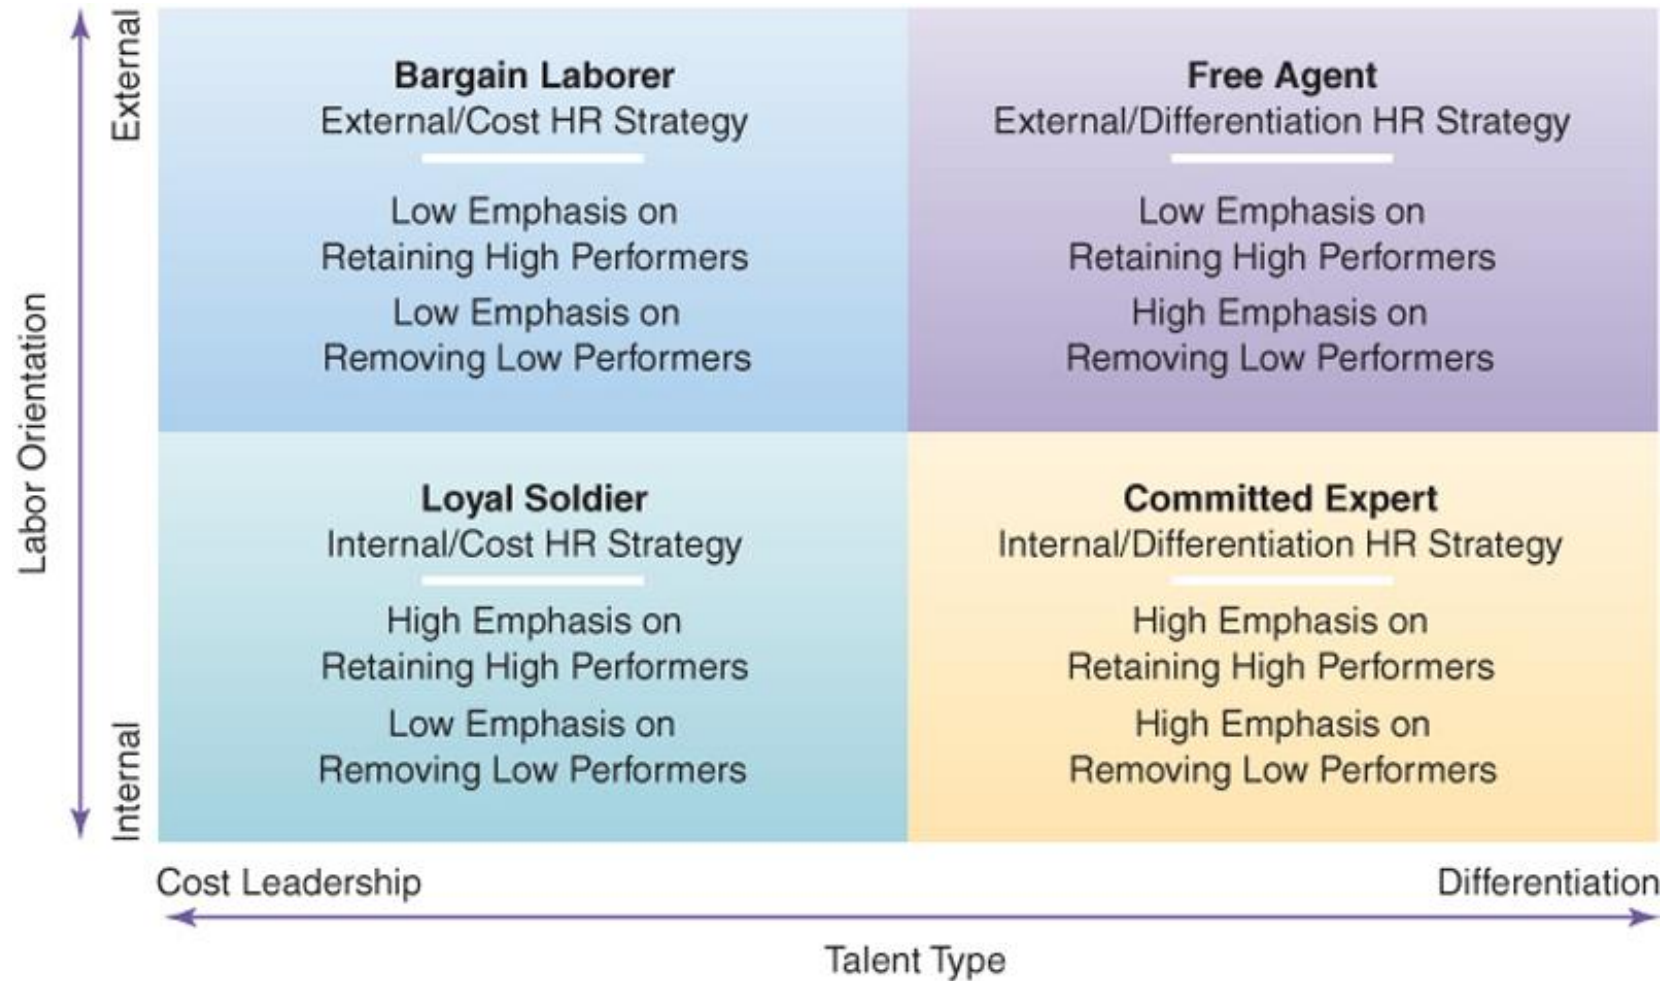 External
Bargain Laborer
External/Cost HR Strategy
Low Emphasis on
Retaining High Performers
Low Emphasis on
Removing Low Performers
Free Agent
External/Differentiation HR Strategy
Low Emphasis on
Retaining High Performers
High Emphasis on
Removing Low Performers
Labor Orientation
Loyal Soldier
Internal/Cost HR Strategy
High Emphasis on
Retaining High Performers
Low Emphasis on
Removing Low Performers
Committed Expert
Internal/Differentiation HR Strategy
High Emphasis on
Retaining High Performers
High Emphasis on
Removing Low Performers
Internal
Cost Leadership
Differentiation
Talent Type